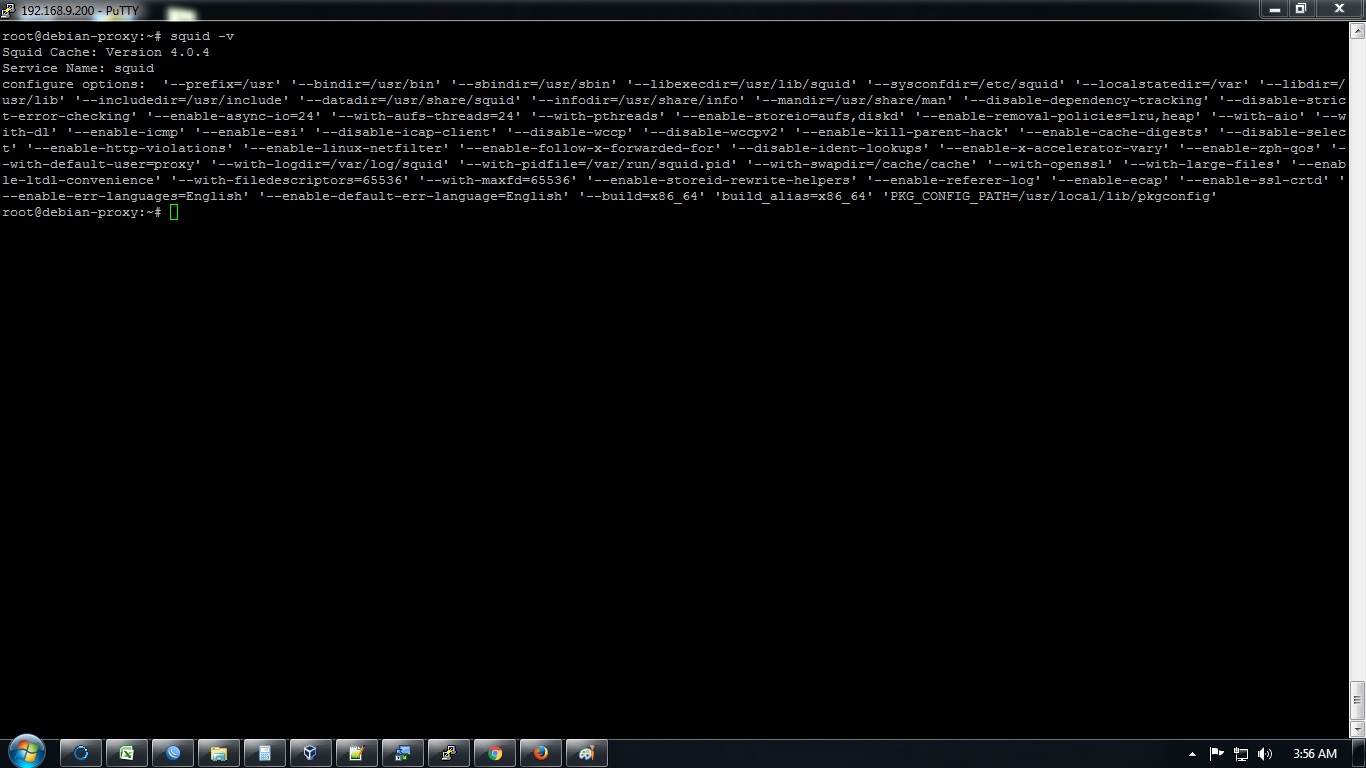 192.168.9.200 - PuTTY
root@debian-proxy:~# squid -v
Squid Cache: Version 4.0.4
Service Name: squid
configure options:  '--prefix=/usr' '--bindir=/usr/bin' '--sbindir=/usr/sbin' '--libexecdir=/usr/lib/squid' '--sysconfdir=/etc/squid' '--localstatedir=/var' '--libdir=/
usr/lib' '--includedir=/usr/include' '--datadir=/usr/share/squid' '--infodir=/usr/share/info' '--mandir=/usr/share/man' '--disable-dependency-tracking' '--disable-stric
t-error-checking' '--enable-async-io=24' '--with-aufs-threads=24' '--with-pthreads' '--enable-storeio=aufs,diskd' '--enable-removal-policies=lru,heap' '--with-aio' '--w
ith-dl' '--enable-icmp' '--enable-esi' '--disable-icap-client' '--disable-wccp' '--disable-wccpv2' '--enable-kill-parent-hack' '--enable-cache-digests' '--disable-selec
t' '--enable-http-violations' '--enable-linux-netfilter' '--enable-follow-x-forwarded-for' '--disable-ident-lookups' '--enable-x-accelerator-vary' '--enable-zph-qos' '-
-with-default-user=proxy' '--with-logdir=/var/log/squid' '--with-pidfile=/var/run/squid.pid' '--with-swapdir=/cache/cache' '--with-openssl' '--with-large-files' '--enab
le-ltdl-convenience' '--with-filedescriptors=65536' '--with-maxfd=65536' '--enable-storeid-rewrite-helpers' '--enable-referer-log' '--enable-ecap' '--enable-ssl-crtd' '
--enable-err-languages=English' '--enable-default-err-language=English' '--build=x86_64' 'build_alias=x86_64' 'PKG_CONFIG_PATH=/usr/local/lib/pkgconfig'
root@debian-proxy:~#
3:56 AM